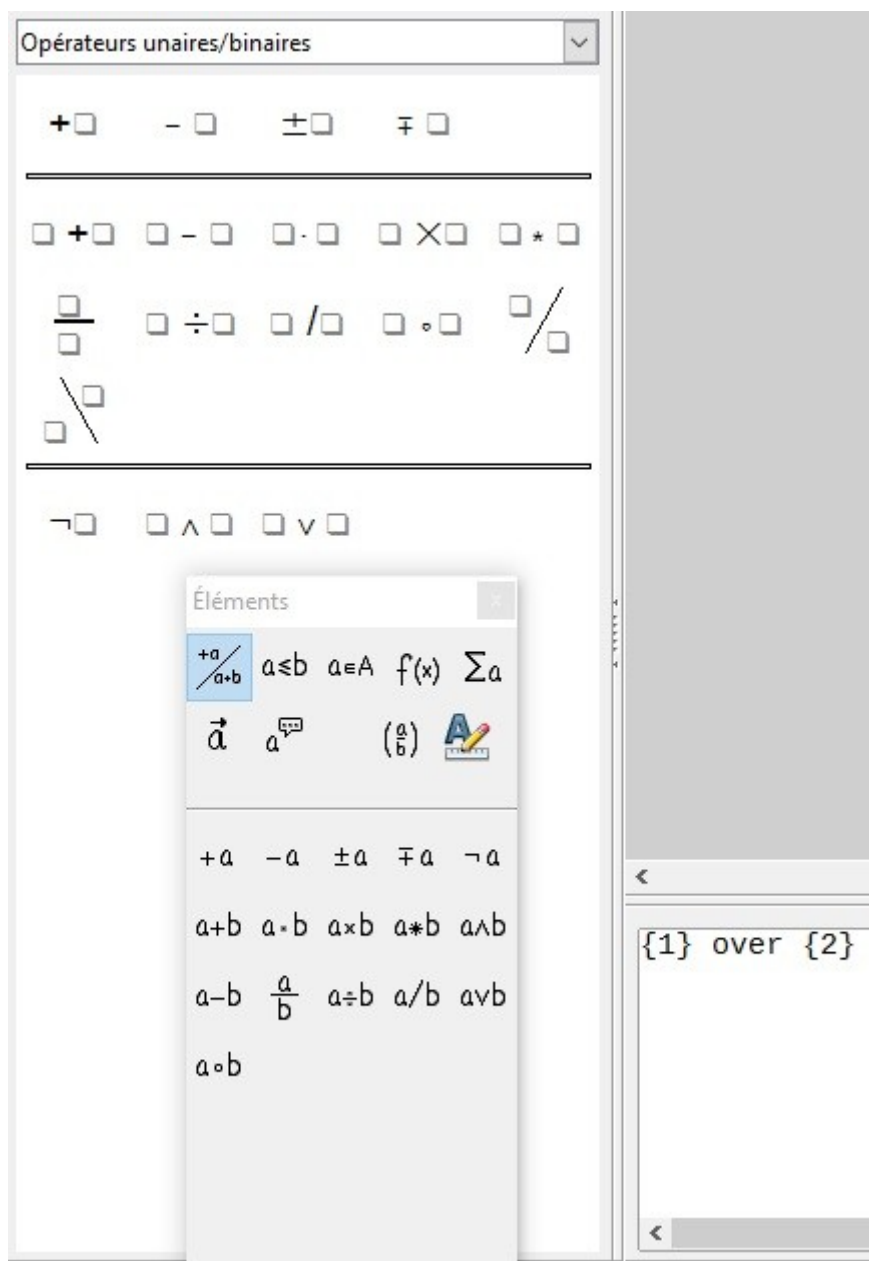 Opérateurs unaires/binaires
+□ -□ ±□ ∓□
□+□ □-□ □·□ □×□ □*□
□/□ □÷□ □/□ □∘□ □/□
□\□
¬□ □∧□ □∨□
Éléments x
+a/a+b a≤b a∈A f(x) Σa
a⃗ a (a/b) A
+a -a ±a ∓a ¬a
a+b a·b a×b a*b a∧b
a-b a/b a÷b a/b a∨b
a∘b
{1} over {2}